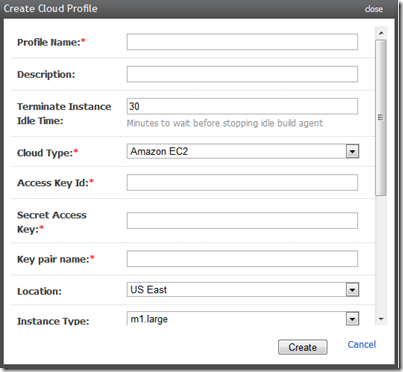 Create Cloud Profile
close
Profile Name:*
Description:
Terminate Instance
Idle Time:
30
Minutes to wait before stopping idle build agent
Cloud Type:*
Amazon EC2
Access Key Id:*
Secret Access
Key:*
Key pair name:*
Location:
US East
Instance Type:
m1.large
Create
Cancel